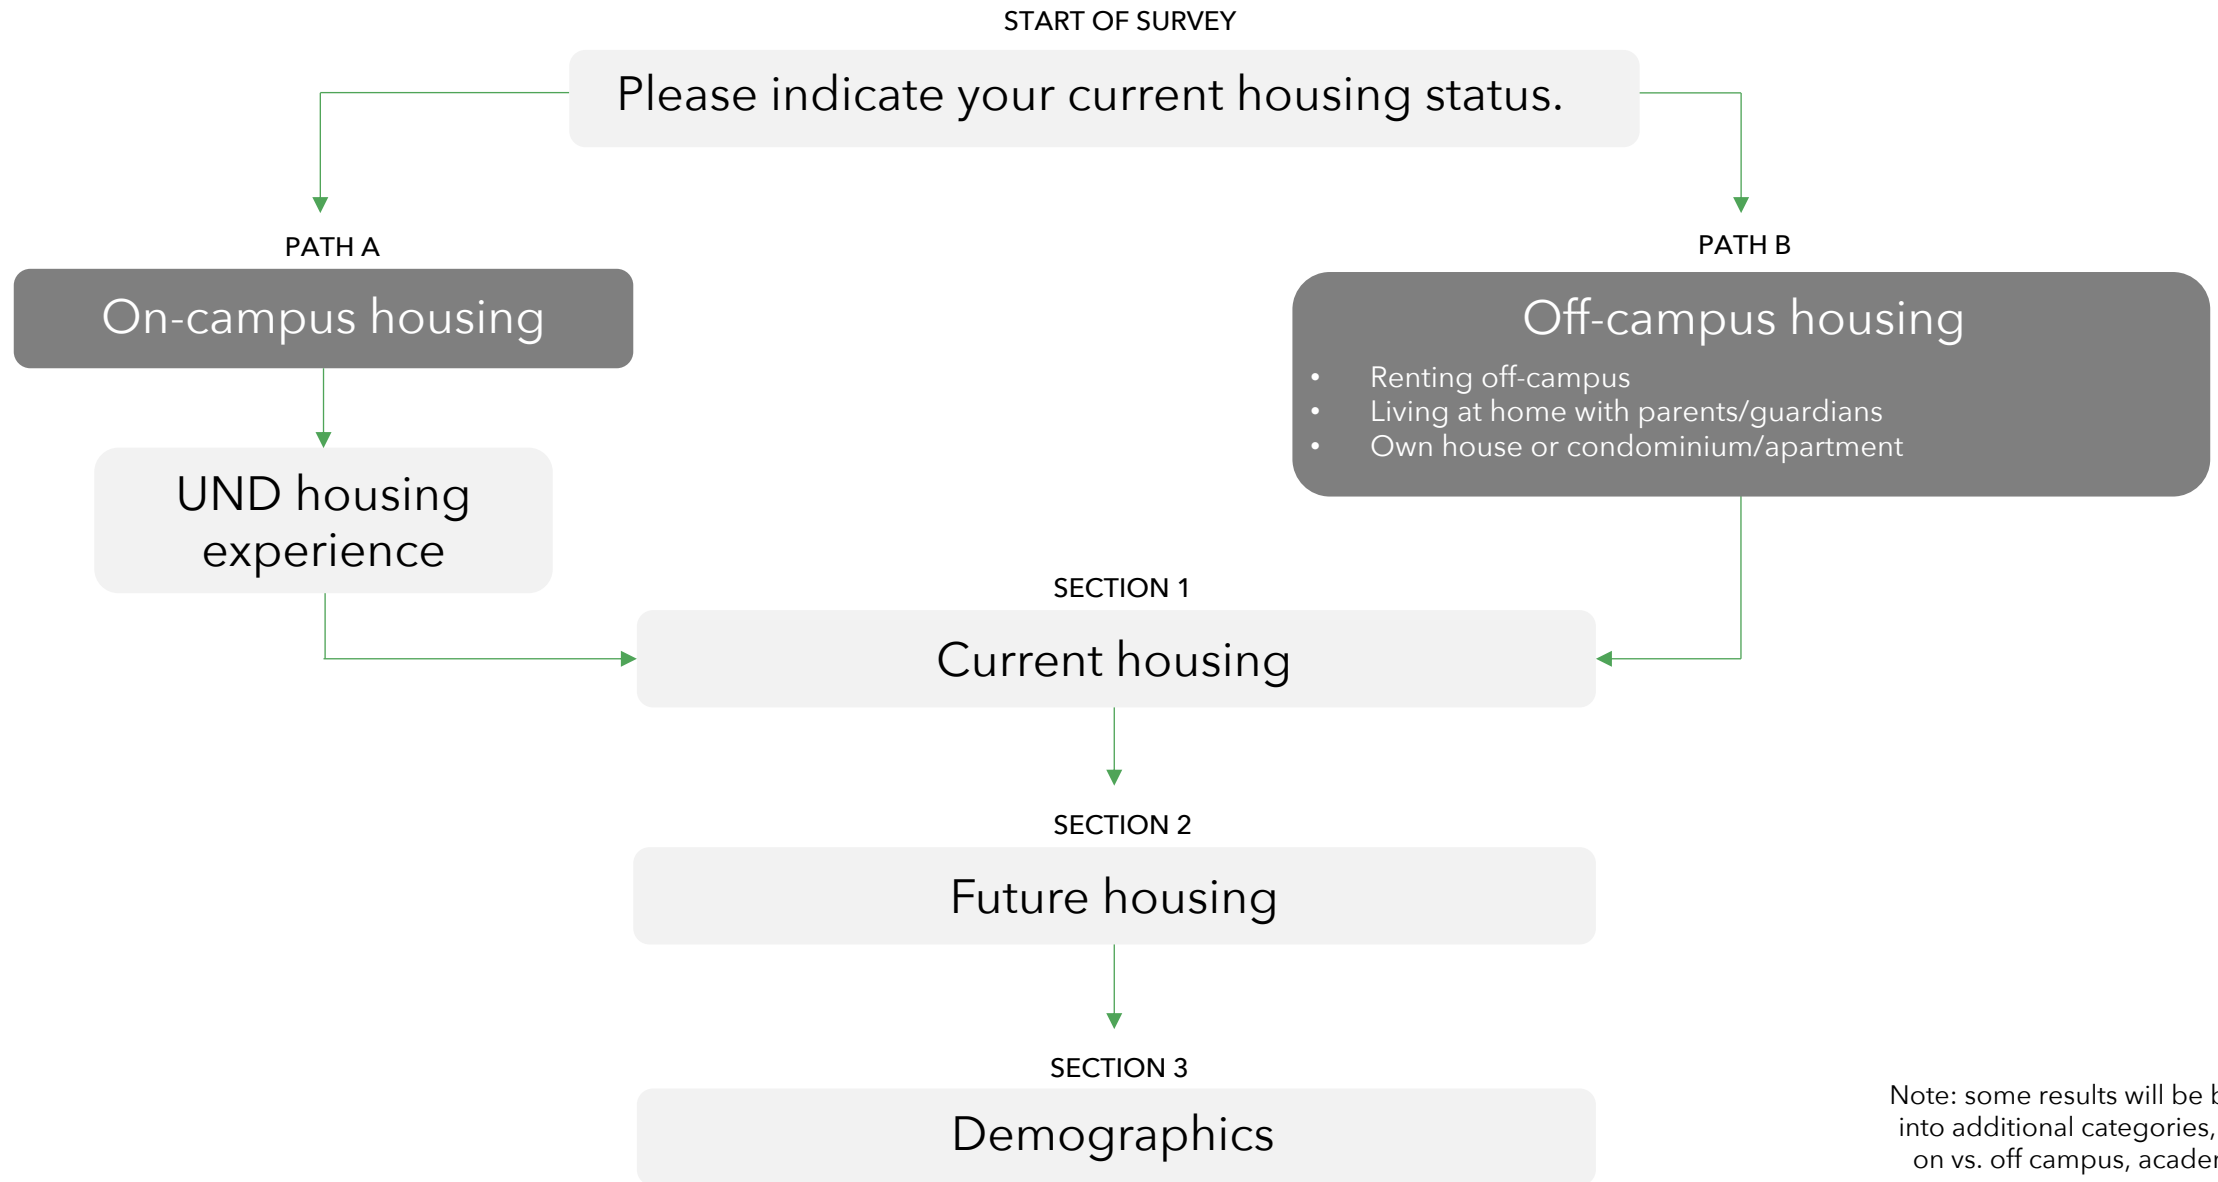 START OF SURVEY
Please indicate your current housing status.
PATH A
On-campus housing
UND housing
experience
PATH B
Off-campus housing
• Renting off-campus
• Living at home with parents/guardians
• Own house or condominium/apartment
SECTION 1
Current housing
SECTION 2
Future housing
SECTION 3
Demographics
Note: some results will be
into additional categories,
on vs. off campus,